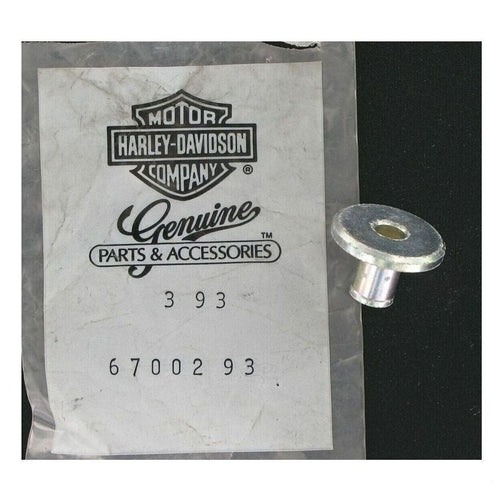 MOTOR
HARLEY-DAVIDSON
COMPANY
®
Genuine
™
PARTS & ACCESSORIES
3 93
67002 93